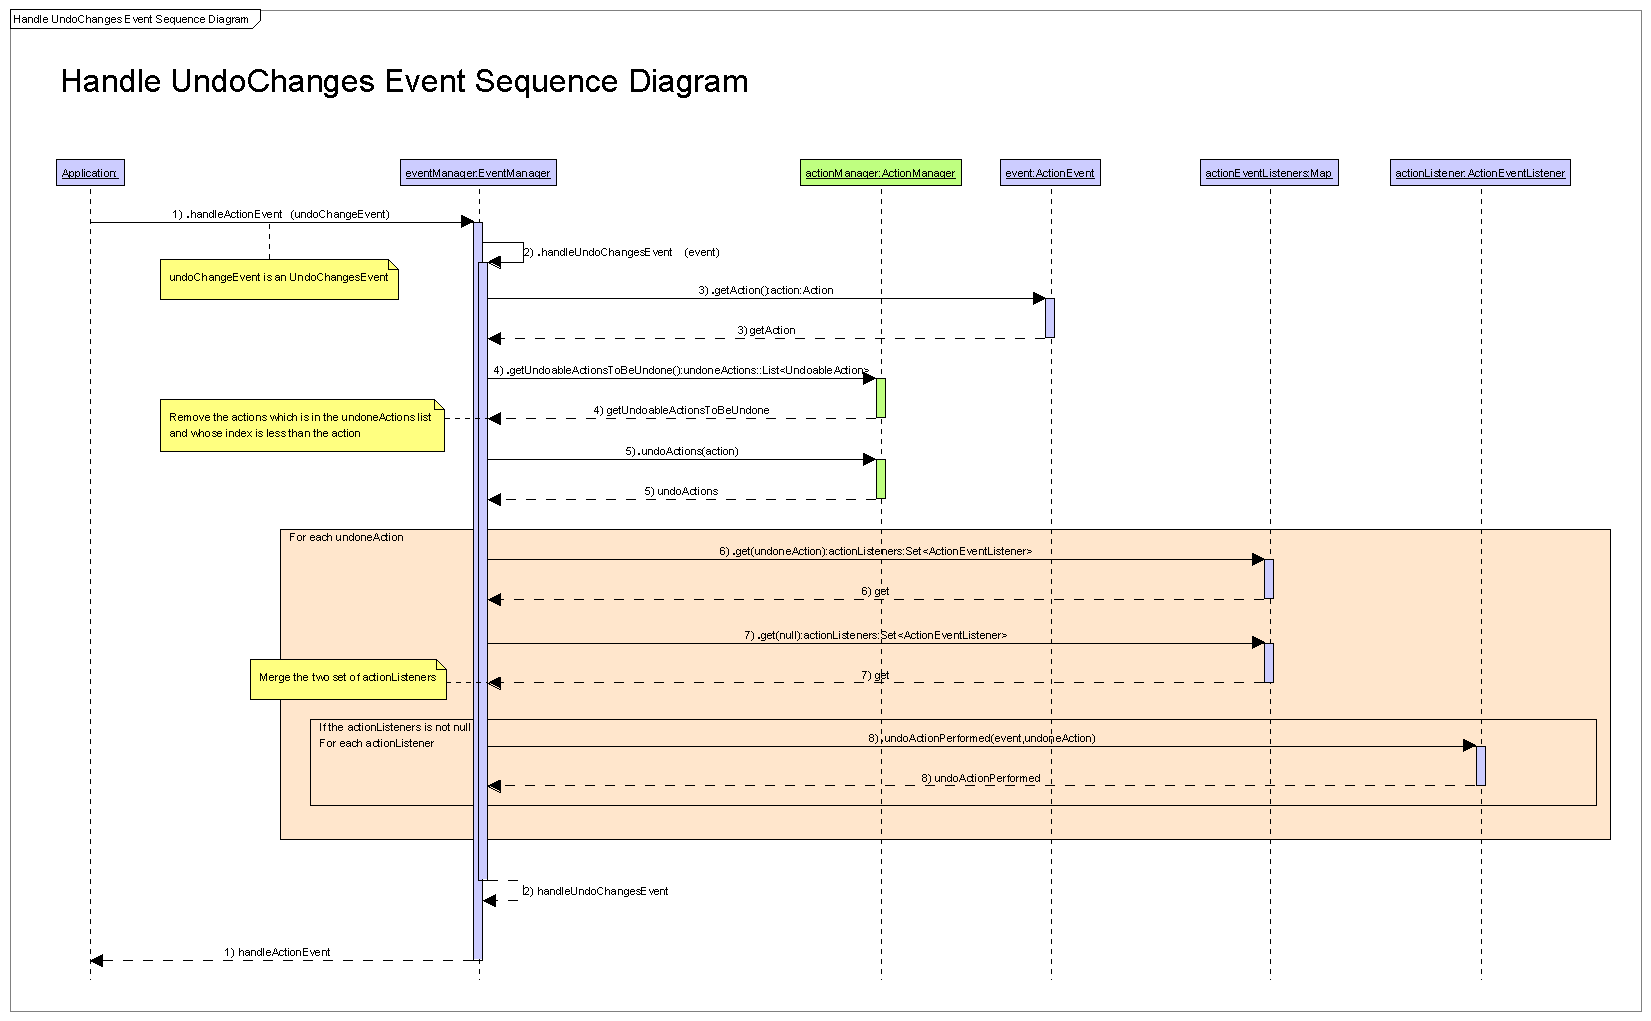 Handle UndoChanges Event Sequence Diagram
Handle UndoChanges Event Sequence Diagram
Application:
eventManager:EventManager
actionManager:ActionManager
event:ActionEvent
actionEventListeners:Map
actionListener:ActionEventListener
1) .handleActionEvent (undoChangeEvent)
2) .handleUndoChangesEvent (event)
undoChangeEvent is an UndoChangesEvent
3) .getAction():action:Action
3) getAction
4) .getUndoableActionsToBeUndone():undoneActions::List<UndoableAction>
4) getUndoableActionsToBeUndone
Remove the actions which is in the undoneActions list
and whose index is less than the action
5) .undoActions(action)
5) undoActions
For each undoneAction
6) .get(undoneAction):actionListeners:Set<ActionEventListener>
6) get
7) .get(null):actionListeners:Set<ActionEventListener>
7) get
Merge the two set of actionListeners
If the actionListeners is not null
For each actionListener
8) .undoActionPerformed(event,undoneAction)
8) undoActionPerformed
2) handleUndoChangesEvent
1) handleActionEvent